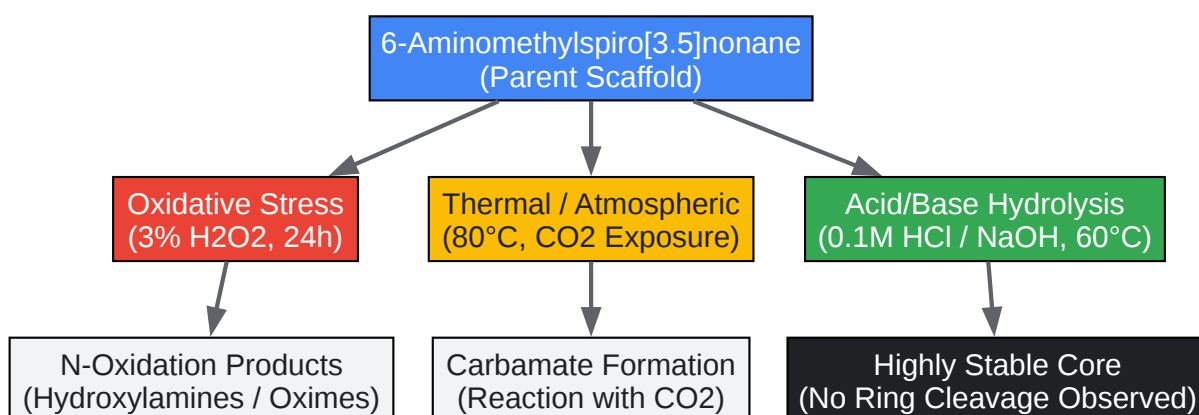 6-Aminomethylspiro[3.5]nonane
(Parent Scaffold)
Oxidative Stress
(3% H2O2, 24h)
Thermal / Atmospheric
(80°C, CO2 Exposure)
Acid/Base Hydrolysis
(0.1M HCl / NaOH, 60°C)
N-Oxidation Products
(Hydroxylamines / Oximes)
Carbamate Formation
(Reaction with CO2)
Highly Stable Core
(No Ring Cleavage Observed)